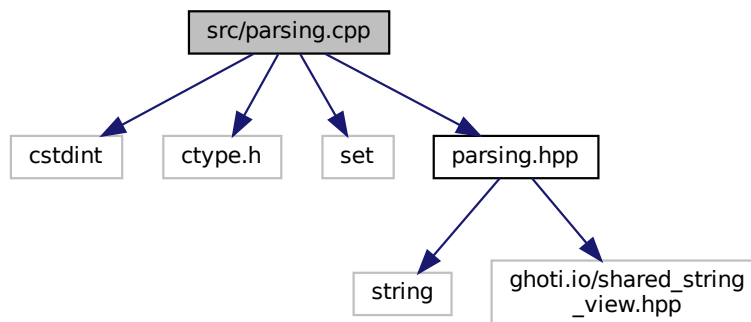 src/parsing.cpp
cstdint
ctype.h
set
parsing.hpp
string
ghoti.io/shared_string
_view.hpp